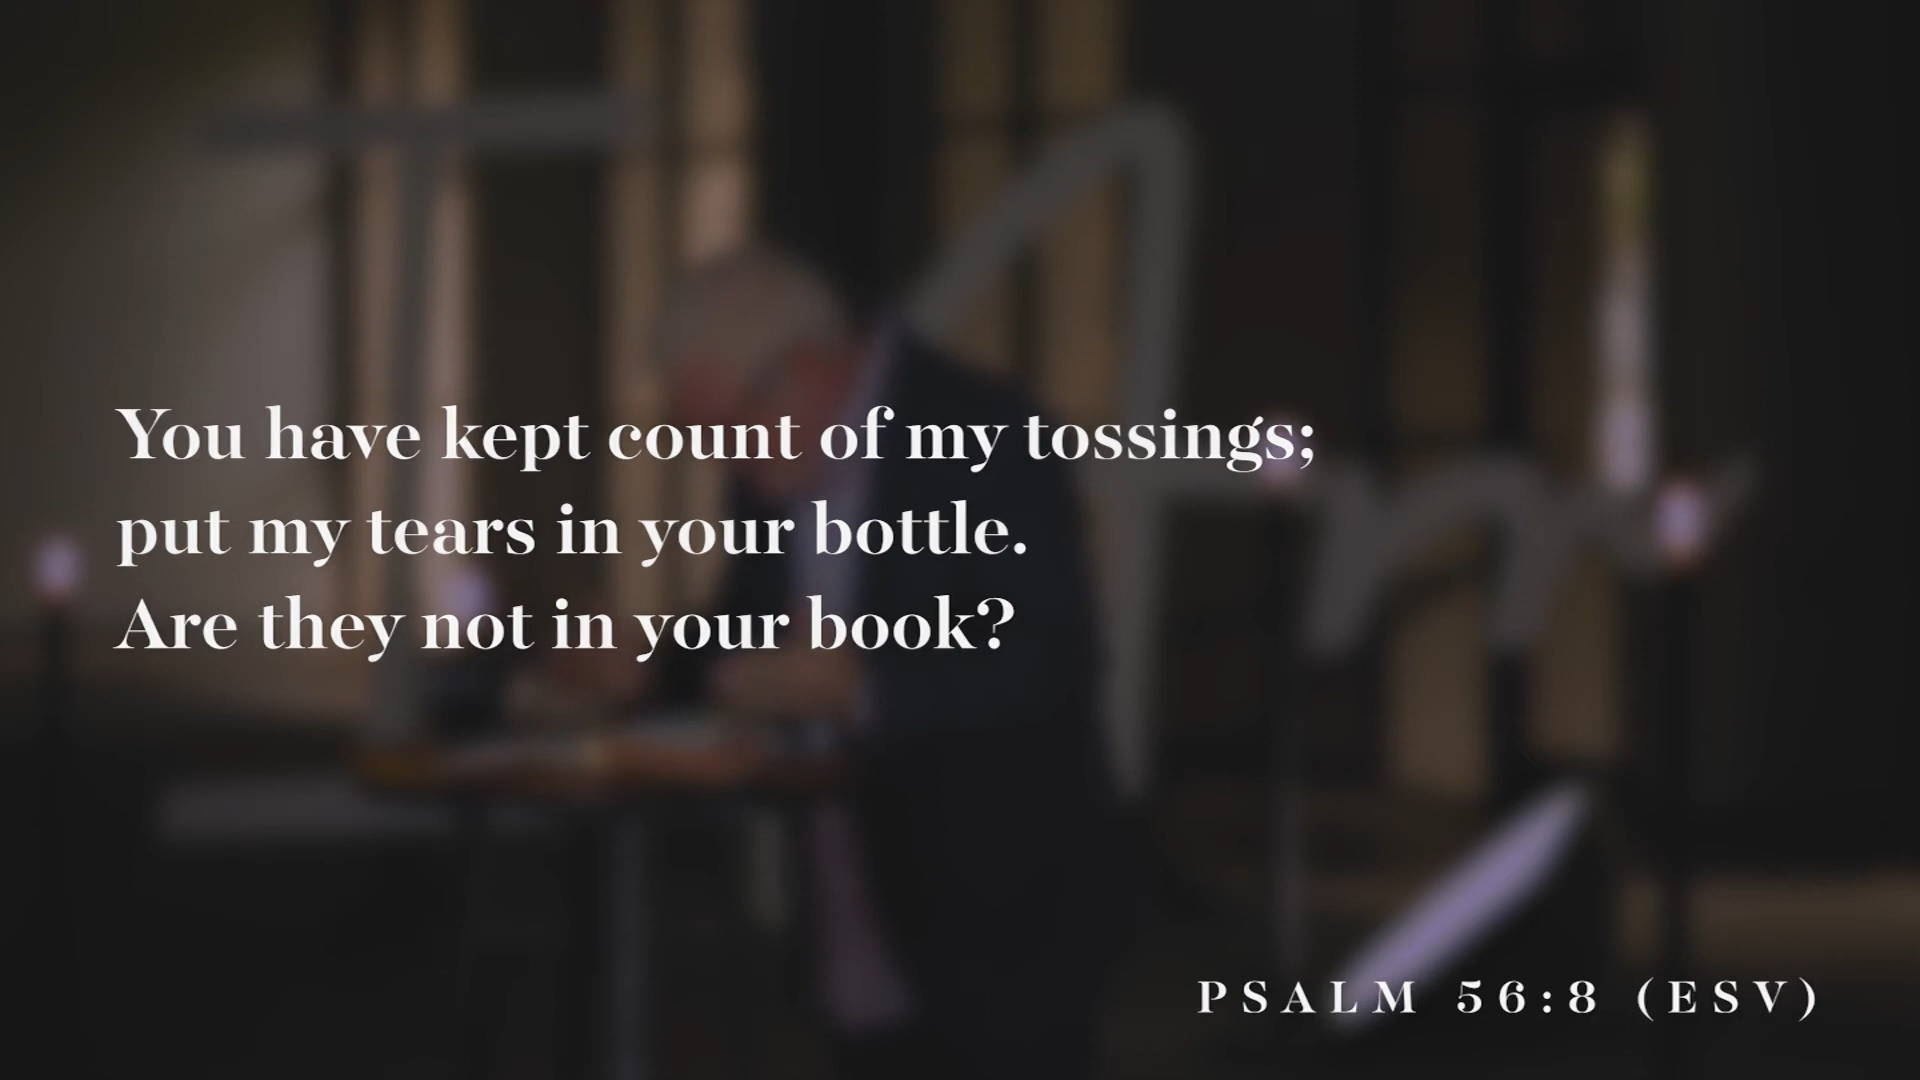 You have kept count of my tossings;
put my tears in your bottle.
Are they not in your book?
PSALM 56:8 (ESV)